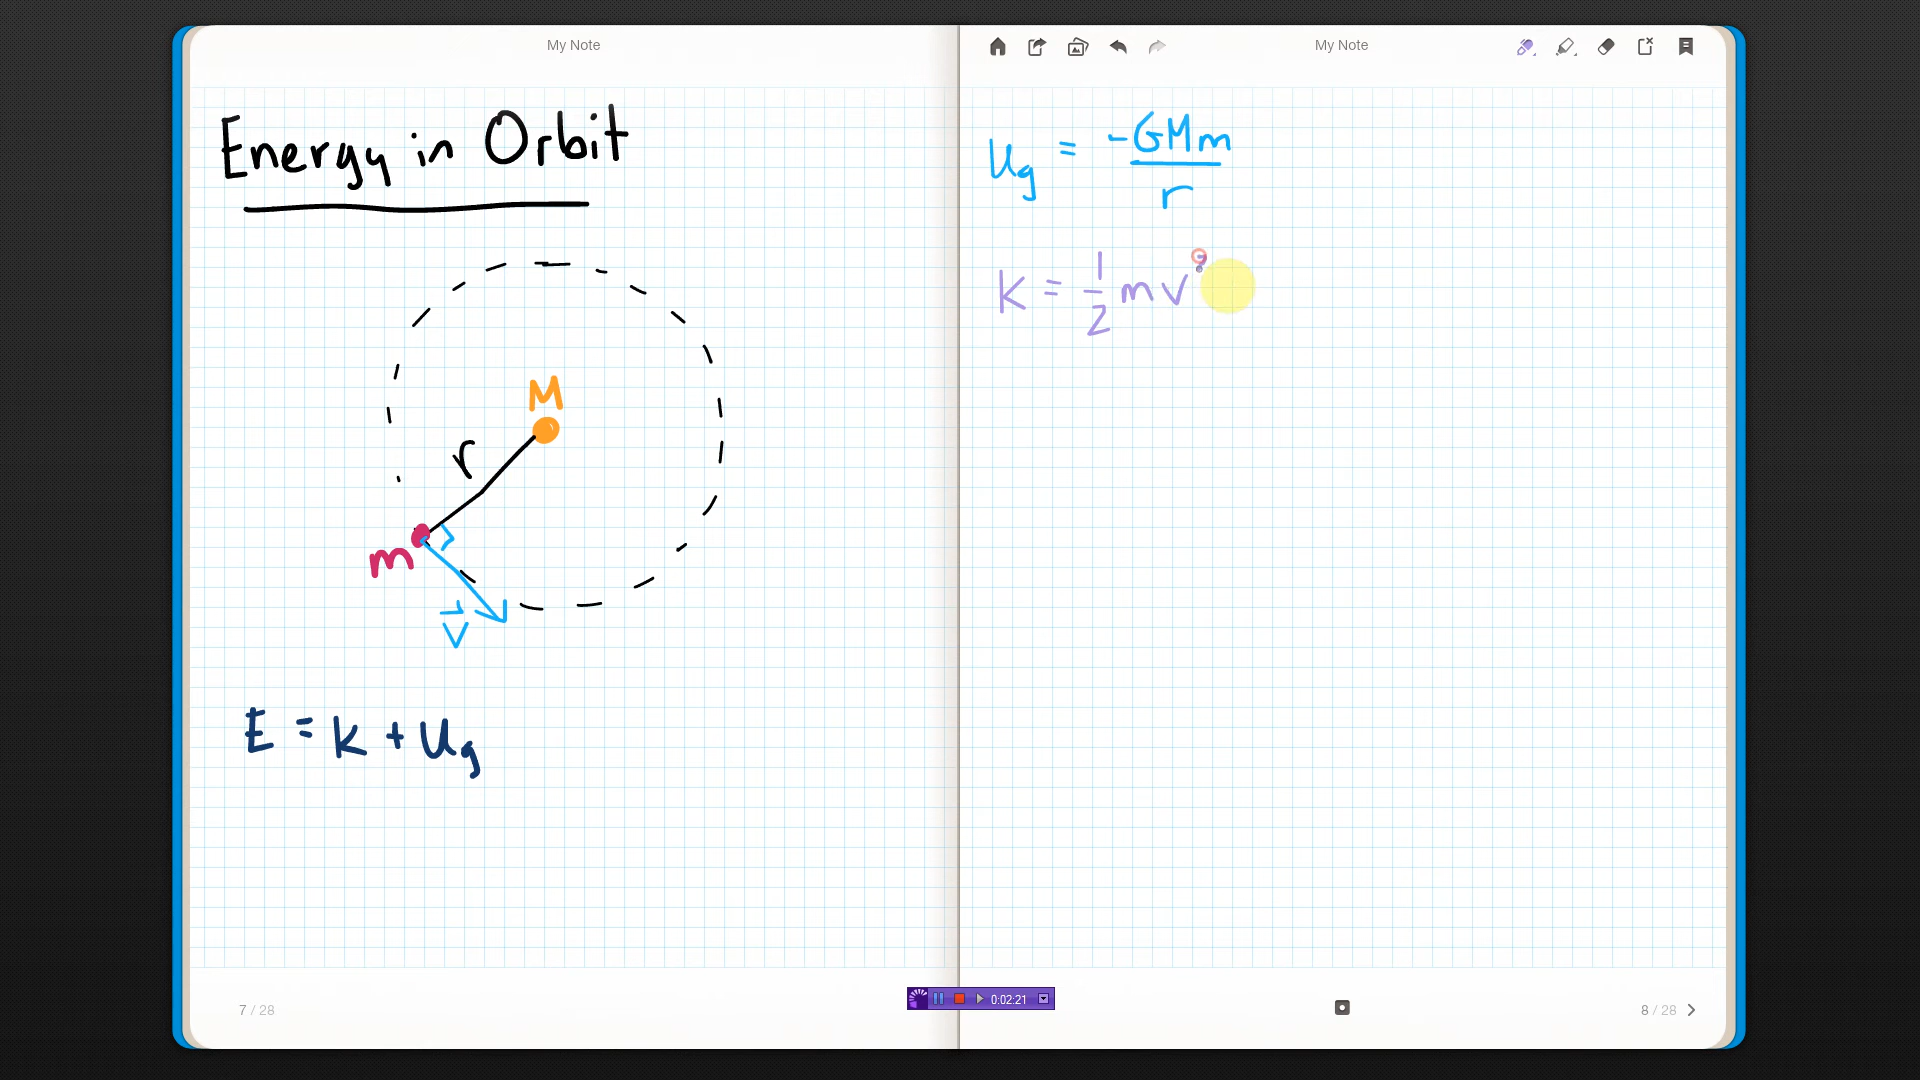 My Note
Energy in Orbit
M
r
m
v⃗
E = K + Ug
7 / 28
0:02:21
My Note
Ug = -GMm
r
K = 1/2 mv
8 / 28